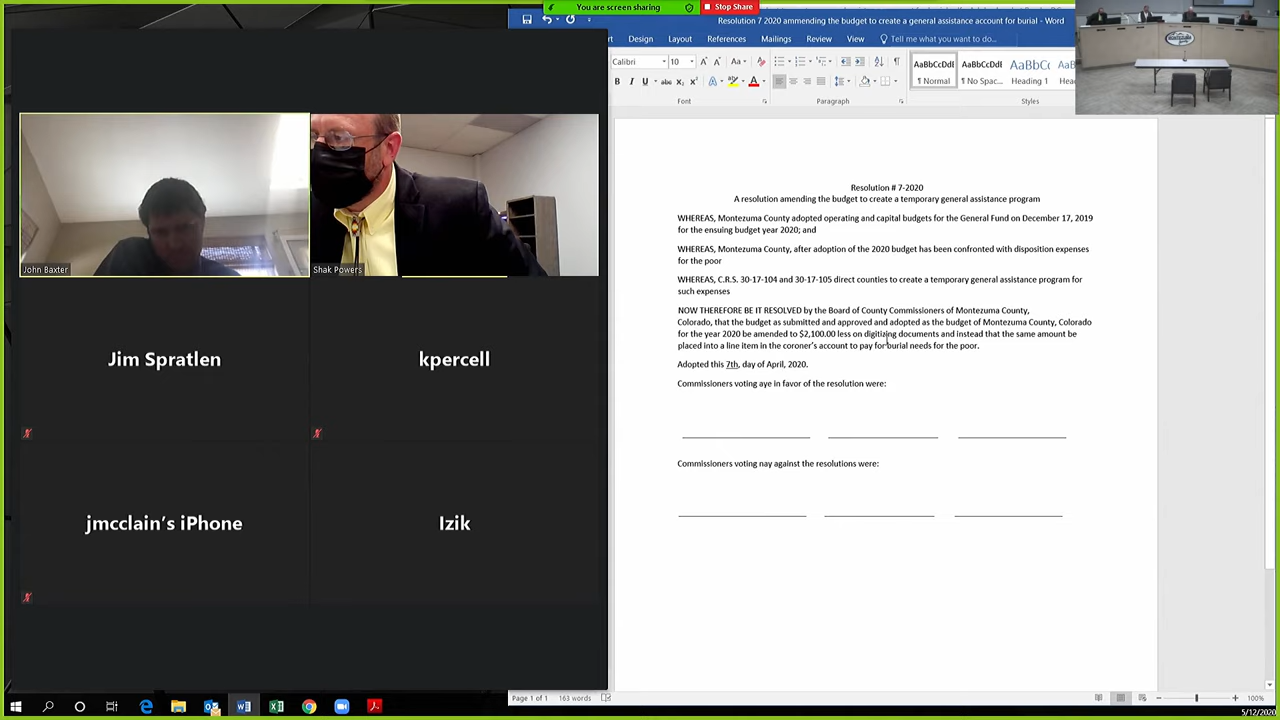 You are screen sharing
Stop Share
Resolution 7 2020 ammending the budget to create a general assistance account for burial - Word
Design
Layout
References
Mailings
Review
View
Tell me what you want to do...
Calibri
10
Aa
AaBbCcDdI
AaBbCcDdI
AaBbCc
AaBbCcD
B I U abc x₂ x² A A
¶ Normal
¶ No Spac...
Heading 1
Head
Font
Paragraph
Styles
John Baxter
Shak Powers
Jim Spratlen
kpercell
jmcclain's iPhone
Izik
Resolution # 7-2020
A resolution amending the budget to create a temporary general assistance program
WHEREAS, Montezuma County adopted operating and capital budgets for the General Fund on December 17, 2019
for the ensuing budget year 2020; and
WHEREAS, Montezuma County, after adoption of the 2020 budget has been confronted with disposition expenses
for the poor
WHEREAS, C.R.S. 30-17-104 and 30-17-105 direct counties to create a temporary general assistance program for
such expenses
NOW THEREFORE BE IT RESOLVED by the Board of County Commissioners of Montezuma County,
Colorado, that the budget as submitted and approved and adopted as the budget of Montezuma County, Colorado
for the year 2020 be amended to $2,100.00 less on digitizing documents and instead that the same amount be
placed into a line item in the coroner's account to pay for burial needs for the poor.
Adopted this 7th, day of April, 2020.
Commissioners voting aye in favor of the resolution were:
Commissioners voting nay against the resolutions were:
Page 1 of 1
163 words
100%
5/12/2020